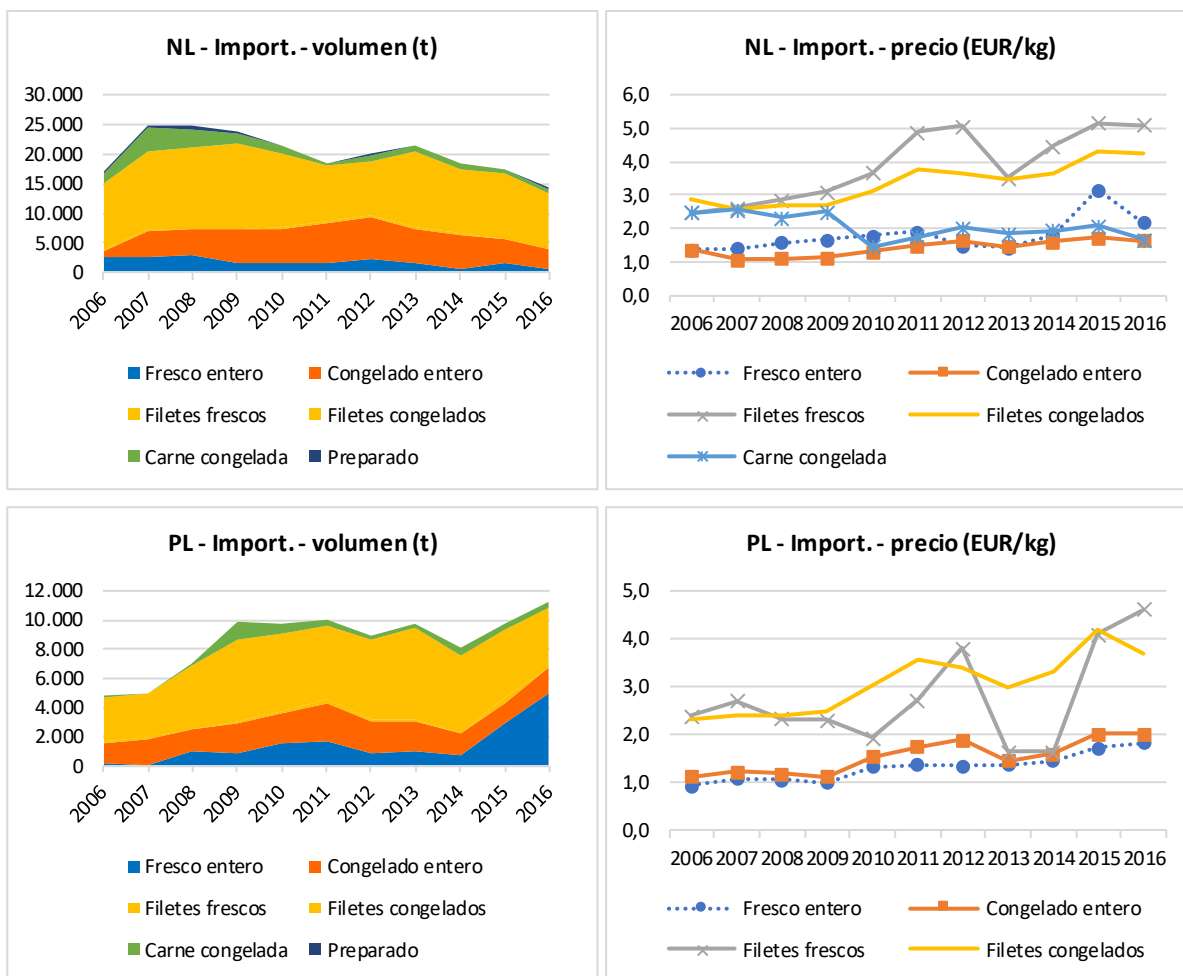 NL - Import. - volumen (t)
30.000
25.000
20.000
15.000
10.000
5.000
0
2006 2007 2008 2009 2010 2011 2012 2013 2014 2015 2016
Fresco entero Congelado entero
Filetes frescos Filetes congelados
Carne congelada Preparado
NL - Import. - precio (EUR/kg)
6,0
5,0
4,0
3,0
2,0
1,0
0,0
2006 2007 2008 2009 2010 2011 2012 2013 2014 2015 2016
Fresco entero Congelado entero
Filetes frescos Filetes congelados
Carne congelada
PL - Import. - volumen (t)
12.000
10.000
8.000
6.000
4.000
2.000
0
2006 2007 2008 2009 2010 2011 2012 2013 2014 2015 2016
Fresco entero Congelado entero
Filetes frescos Filetes congelados
Carne congelada Preparado
PL - Import. - precio (EUR/kg)
5,0
4,0
3,0
2,0
1,0
0,0
2006 2007 2008 2009 2010 2011 2012 2013 2014 2015 2016
Fresco entero Congelado entero
Filetes frescos Filetes congelados